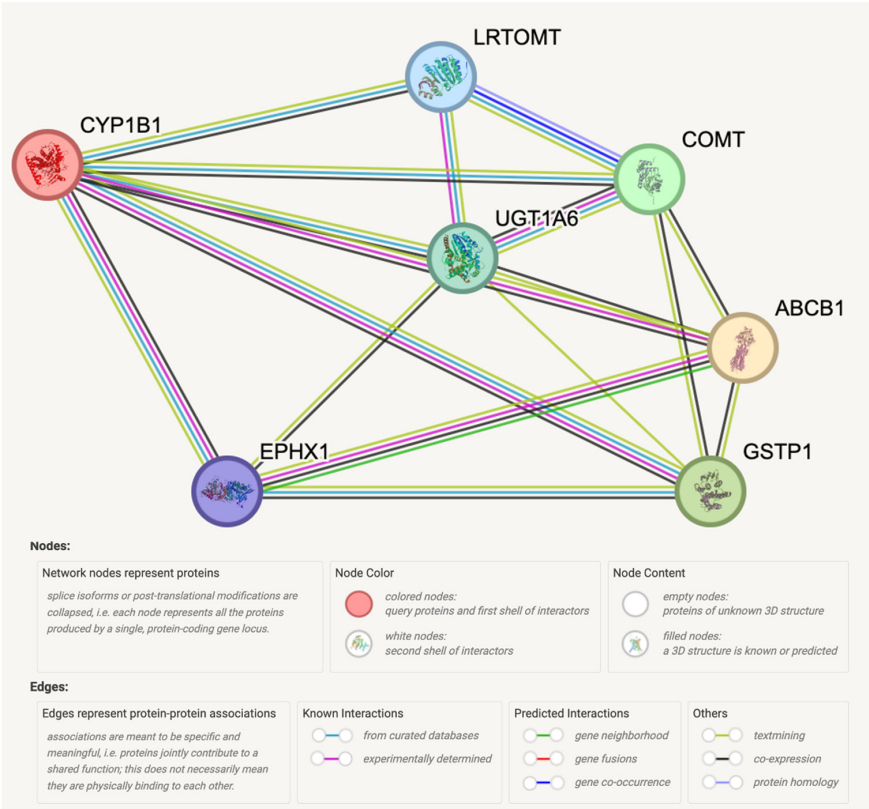 LRTOMT
CYP1B1
COMT
UGT1A6
ABCB1
EPHX1
GSTP1
Nodes:
Network nodes represent proteins
splice isoforms or post-translational modifications are
collapsed, i.e. each node represents all the proteins
produced by a single, protein-coding gene locus.
Node Color
colored nodes:
query proteins and first shell of interactors
white nodes:
second shell of interactors
Node Content
empty nodes:
proteins of unknown 3D structure
filled nodes:
a 3D structure is known or predicted
Edges:
Edges represent protein-protein associations
associations are meant to be specific and
meaningful, i.e. proteins jointly contribute to a
shared function; this does not necessarily mean
they are physically binding to each other.
Known Interactions
from curated databases
experimentally determined
Predicted Interactions
gene neighborhood
gene fusions
gene co-occurrence
Others
textmining
co-expression
protein homology